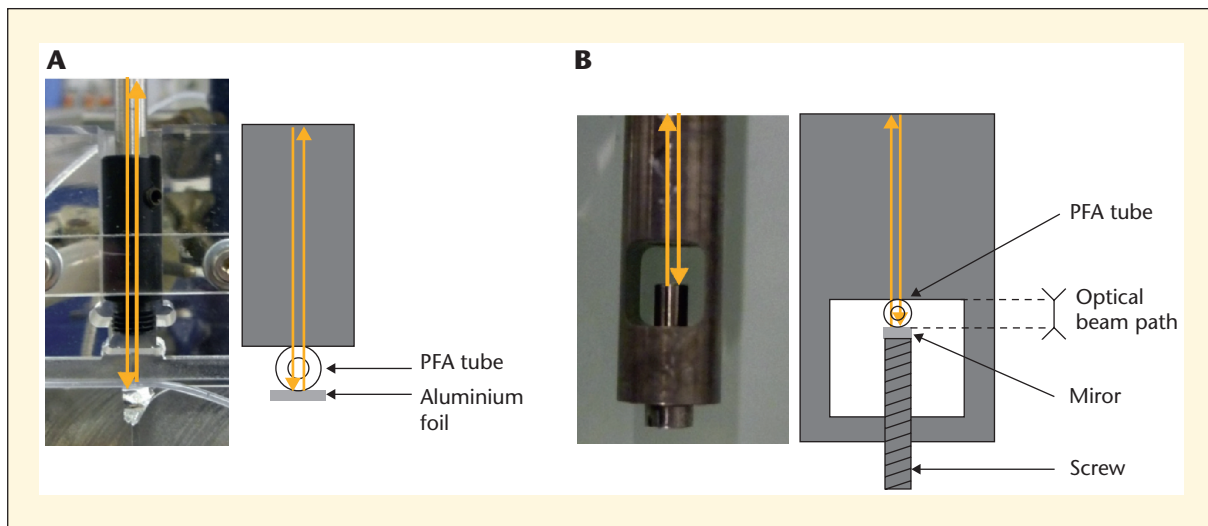 A
B
PFA tube
Aluminium
foil
PFA tube
Optical
beam path
Miror
Screw